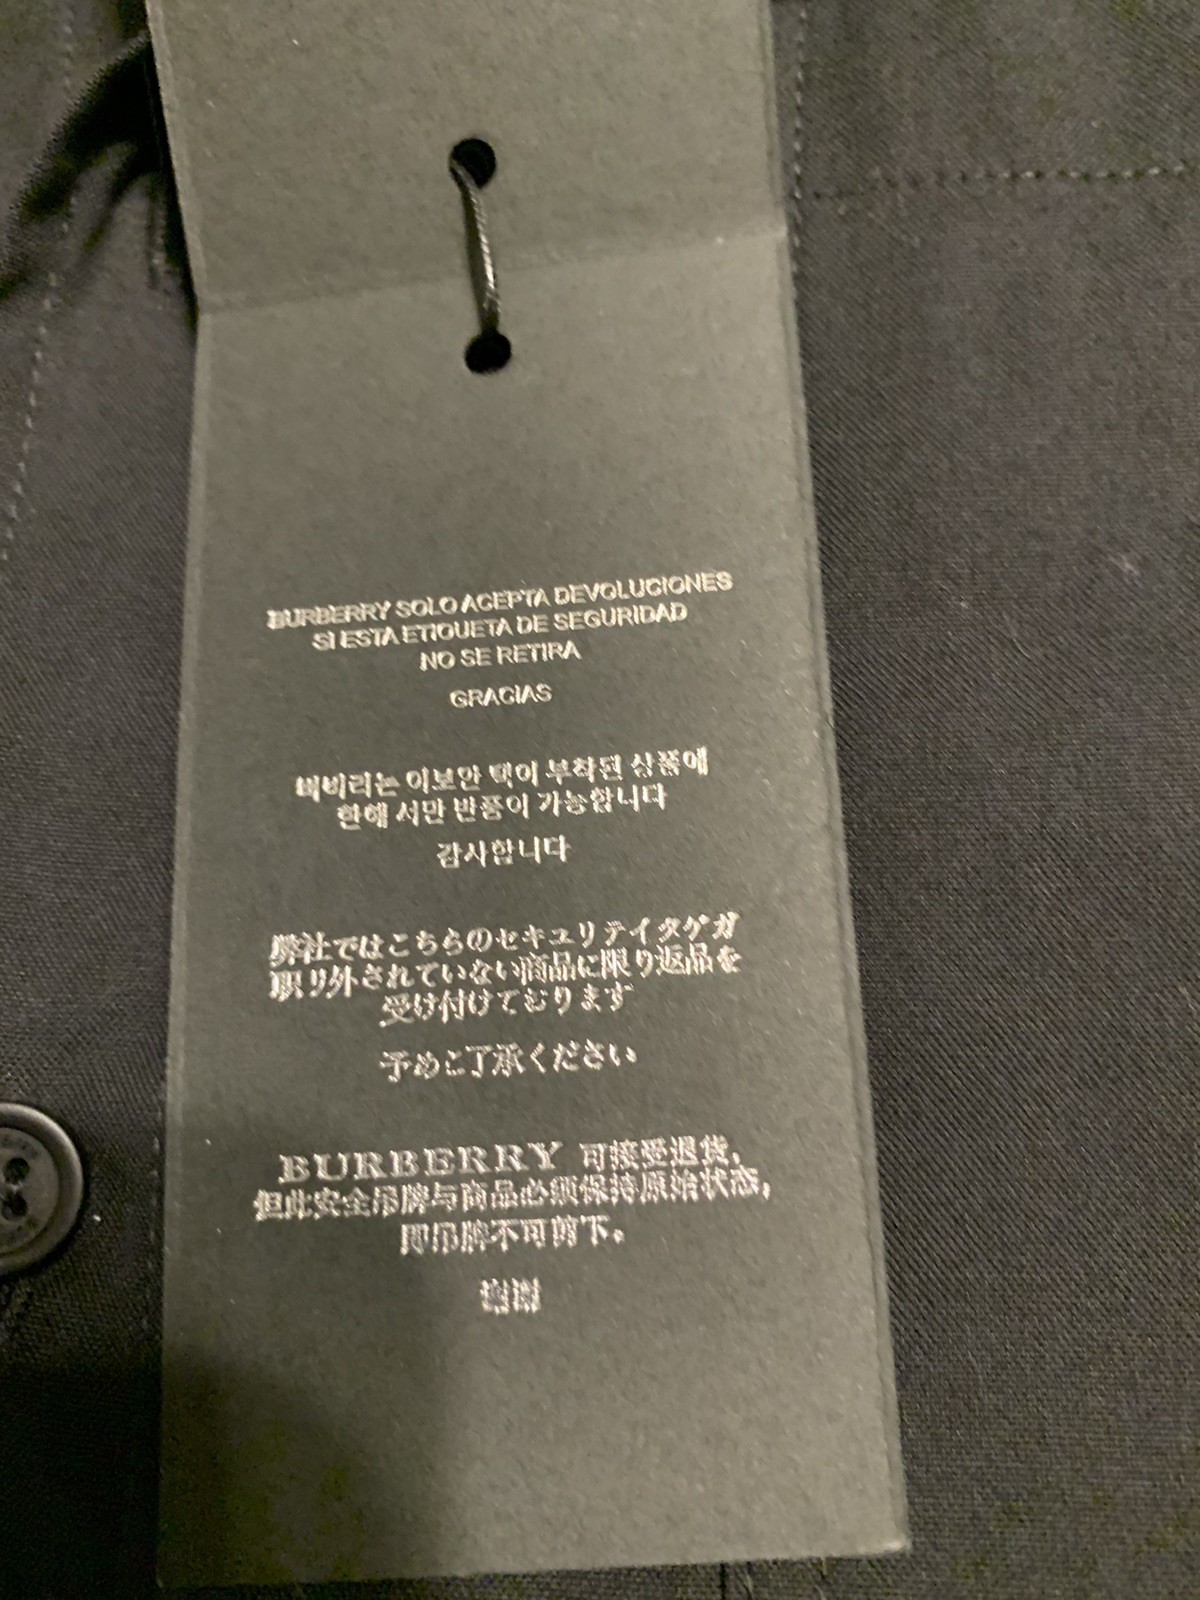 BURBERRY SOLO ACEPTA DEVOLUCIONES
SI ESTA ETIQUETA DE SEGURIDAD
NO SE RETIRA
GRACIAS
버버리는 이보안 택이 부착된 상품에
한해 서만 반품이 가능합니다
감사합니다
弊社ではこちらのセキュリテイタゲガ
取り外されていない商品に限り返品を
受け付けております
予めご了承ください
BURBERRY 可接受退货,
但此安全吊牌与商品必须保持原始状态,
即吊牌不可剪下。
谢谢